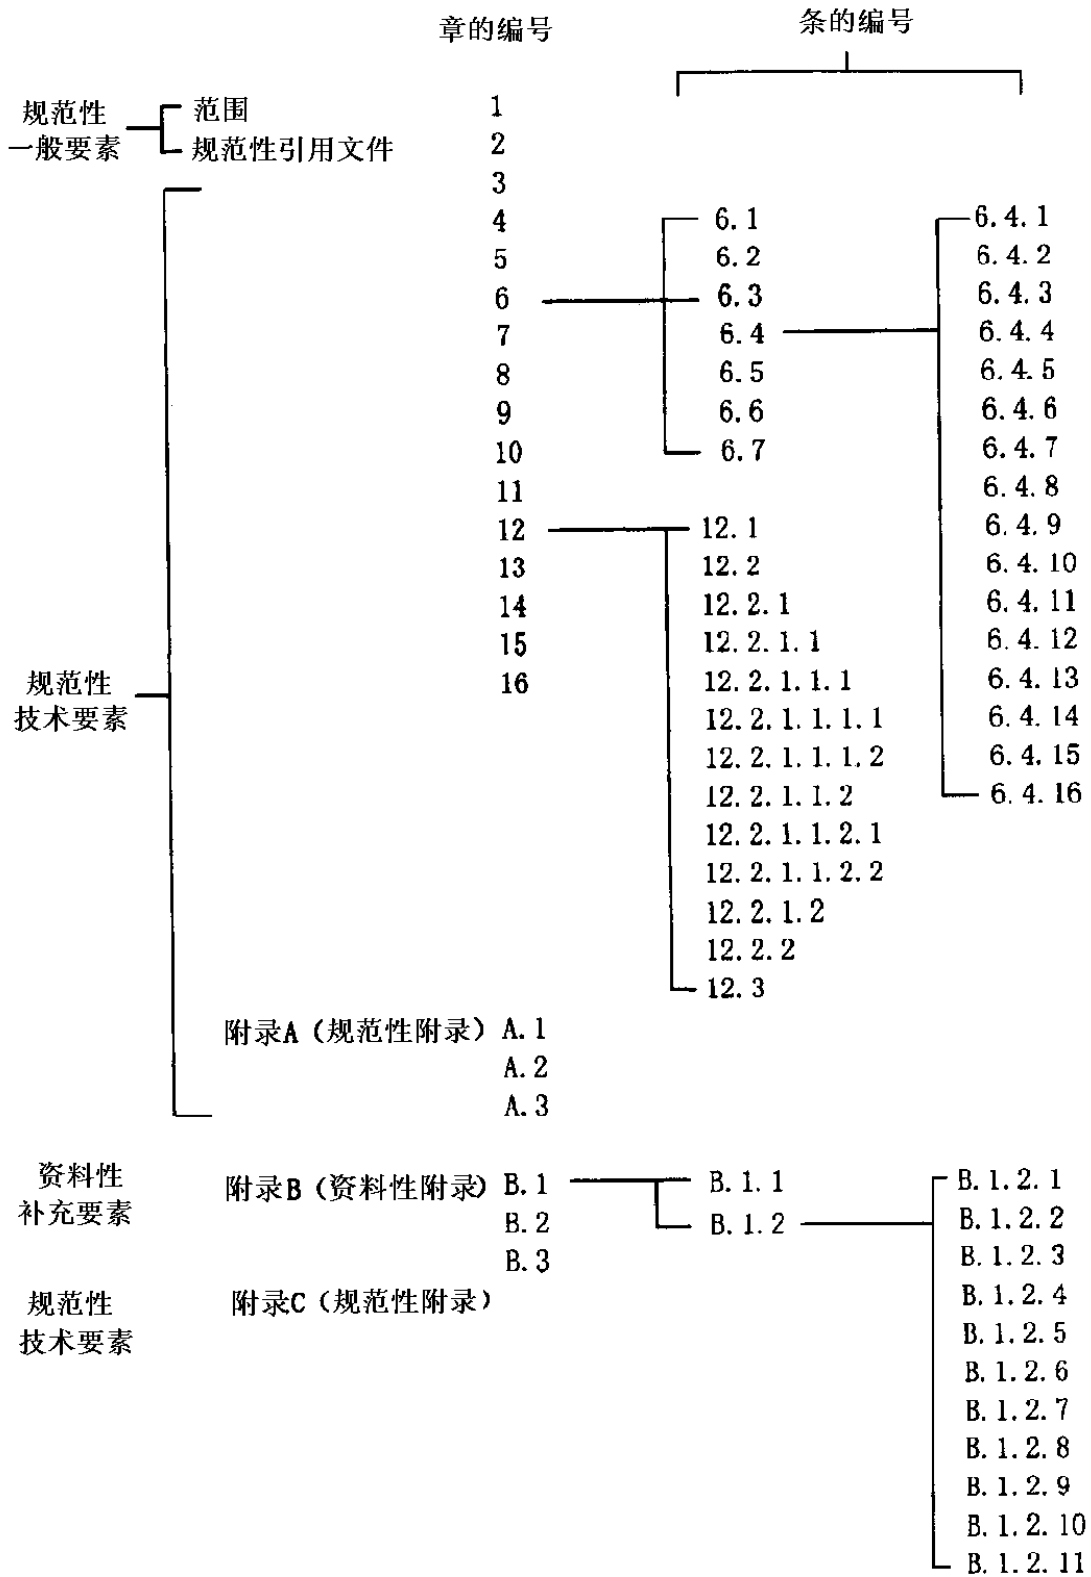 章的编号 条的编号
规范性 范围 1
一般要素 规范性引用文件 2
3
4 6.1 6.4.1
5 6.2 6.4.2
6 6.3 6.4.3
7 6.4 6.4.4
8 6.5 6.4.5
9 6.6 6.4.6
10 6.7 6.4.7
11 6.4.8
12 12.1 6.4.9
13 12.2 6.4.10
14 12.2.1 6.4.11
15 12.2.1.1 6.4.12
规范性 16 12.2.1.1.1 6.4.13
技术要素 12.2.1.1.1.1 6.4.14
12.2.1.1.1.2 6.4.15
12.2.1.1.2 6.4.16
12.2.1.1.2.1
12.2.1.1.2.2
12.2.1.2
12.2.2
12.3
附录A（规范性附录） A.1
A.2
A.3
资料性 附录B（资料性附录） B.1 B.1.1 B.1.2.1
补充要素 B.2 B.1.2 B.1.2.2
B.3 B.1.2.3
规范性 附录C（规范性附录） B.1.2.4
技术要素 B.1.2.5
B.1.2.6
B.1.2.7
B.1.2.8
B.1.2.9
B.1.2.10
B.1.2.11